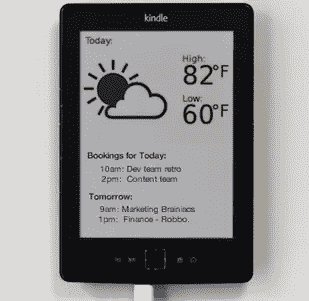 kindle
Today:
High:
82°F
Low:
60°F
Bookings for Today:
10am: Dev team retro
2pm: Content team
Tomorrow:
9am: Marketing Brainiacs
1pm: Finance - Robbo.